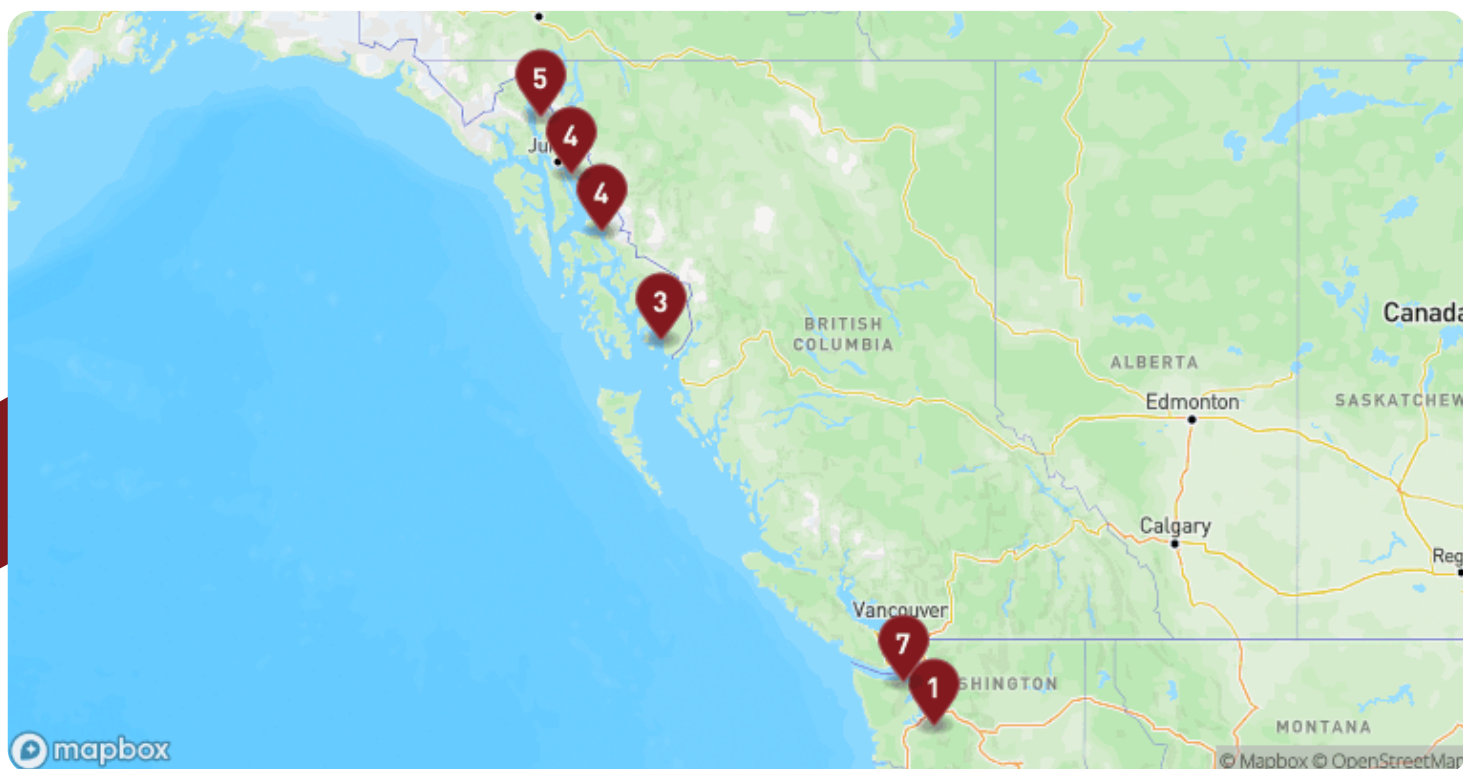 5
4
Ju
4
3
BRITISH
COLUMBIA
Canada
ALBERTA
Edmonton
SASKATCHEW
Calgary
Reg
Vancouver
7
1
SHINGTON
MONTANA
mapbox
© Mapbox © OpenStreetMap